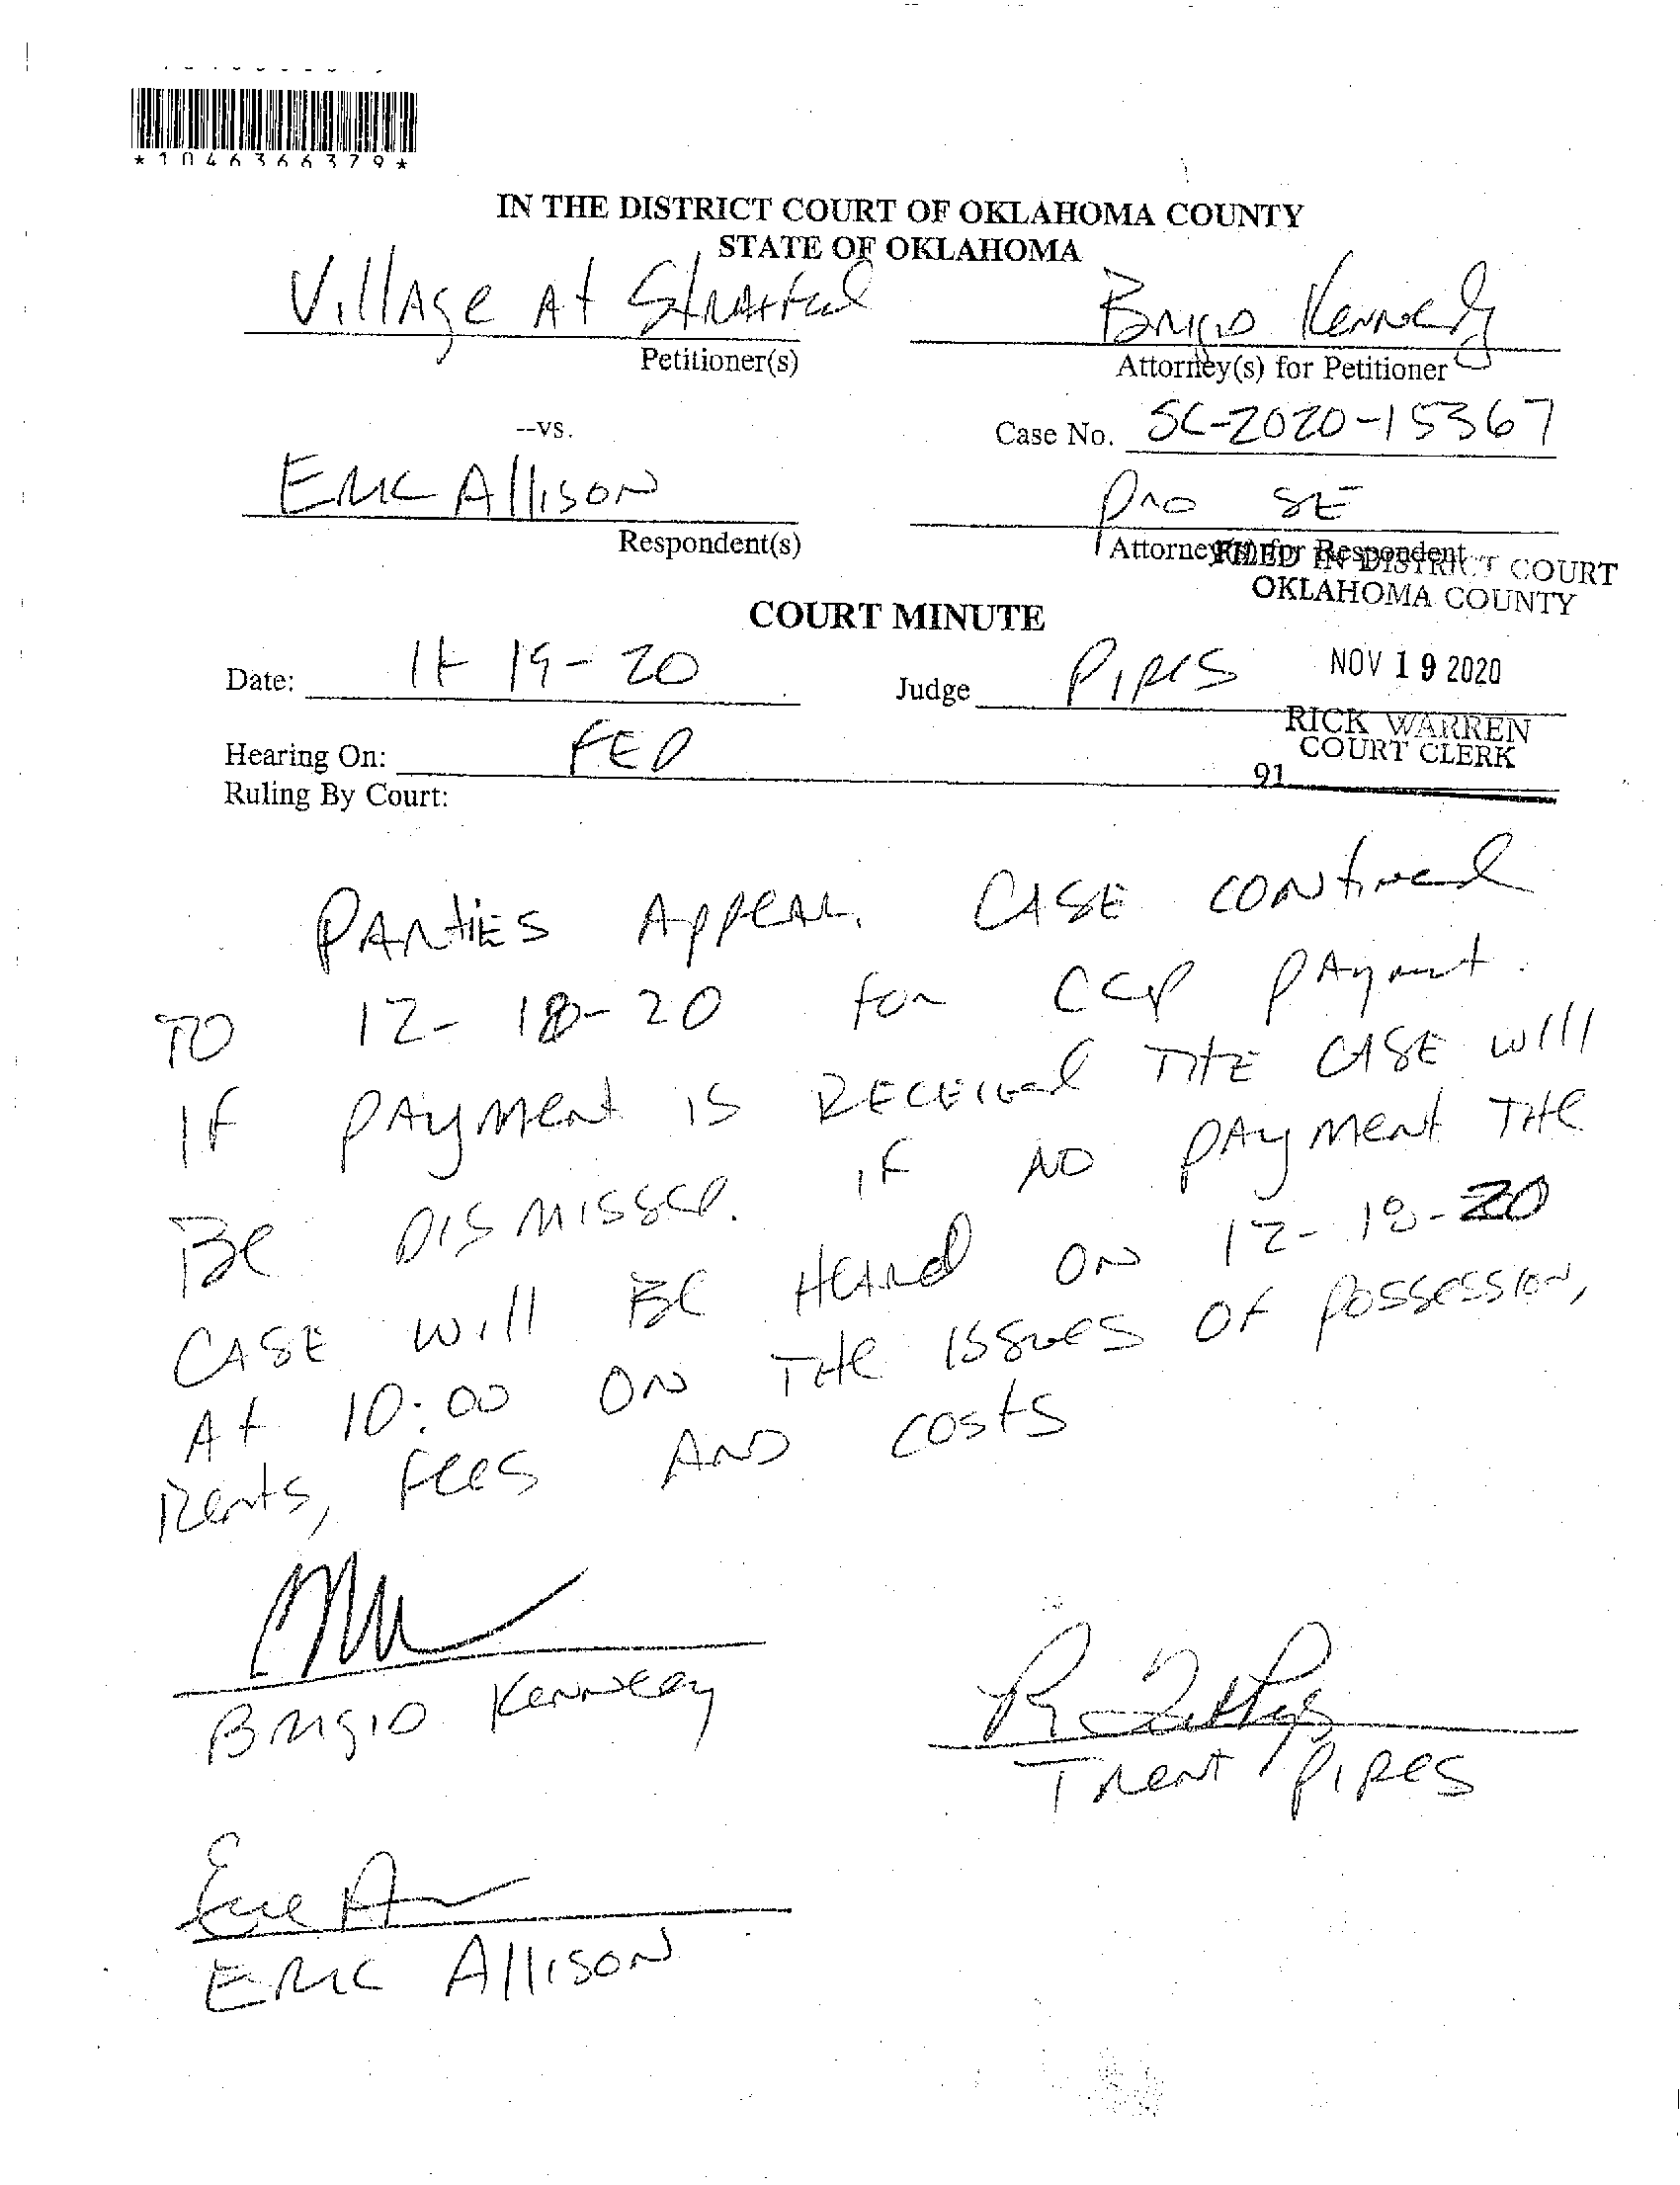 *1046366379*
IN THE DISTRICT COURT OF OKLAHOMA COUNTY
STATE OF OKLAHOMA
Village At Stratford Brigid Kennedy
Petitioner(s) Attorney(s) for Petitioner
--vs. Case No. SC-2020-15367
ERIC Allison Pro SE
Respondent(s) Attorney(s) for Respondent
FILED IN DISTRICT COURT
OKLAHOMA COUNTY
COURT MINUTE
Date: 11-19-20 Judge Pipes NOV 19 2020
RICK WARREN
COURT CLERK
Hearing On: FED 91
Ruling By Court:
PARTIES Appear. CASE continued
TO 12-18-20 for CCP payment.
If payment is RECEIVED THE CASE will
Be DISMISSED. IF NO payment THE
CASE will BE HEARD ON 12-18-20
At 10:00 ON THE ISSUES OF POSSESSION,
Rents, fees AND costs
Brigid Kennedy
Trent Pipes
ERIC Allison